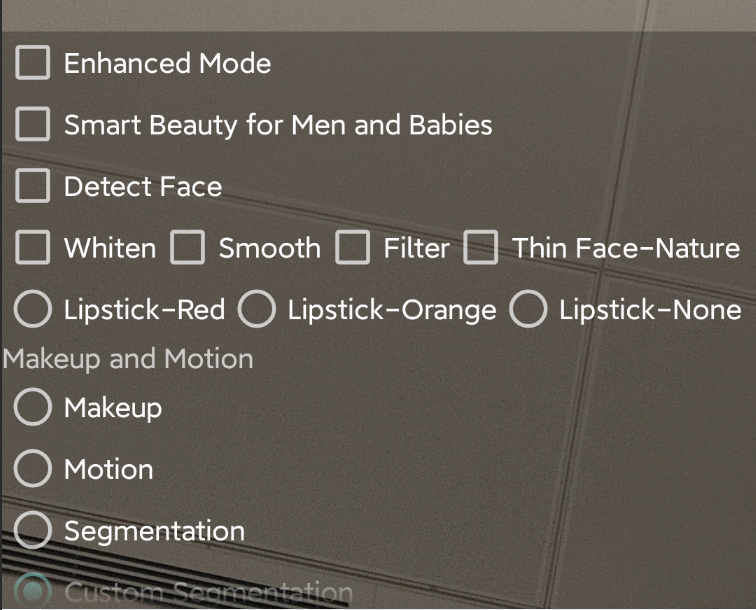 Enhanced Mode
Smart Beauty for Men and Babies
Detect Face
Whiten Smooth Filter Thin Face-Nature
Lipstick-Red Lipstick-Orange Lipstick-None
Makeup and Motion
Makeup
Motion
Segmentation
Custom Segmentation